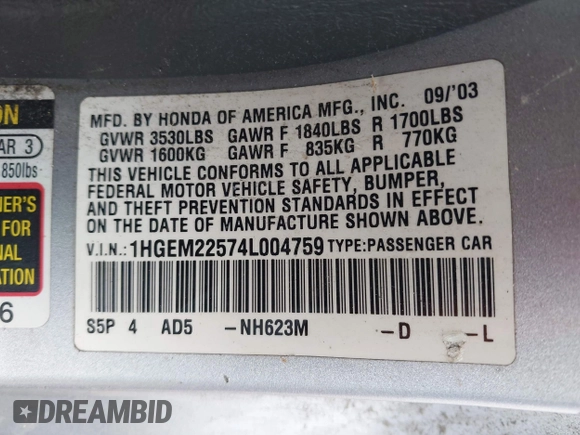 MFD. BY HONDA OF AMERICA MFG., INC. 09/'03
GVWR 3530LBS GAWR F 1840LBS R 1700LBS
GVWR 1600KG GAWR F 835KG R 770KG
THIS VEHICLE CONFORMS TO ALL APPLICABLE
FEDERAL MOTOR VEHICLE SAFETY, BUMPER,
AND THEFT PREVENTION STANDARDS IN EFFECT
ON THE DATE OF MANUFACTURE SHOWN ABOVE.
V.I.N.: 1HGEM22574L004759 TYPE:PASSENGER CAR
S5P 4 AD5 -NH623M -D -L
ON
AR 3
850lbs
ER'S
FOR
NAL
ATION
6
DREAMBID